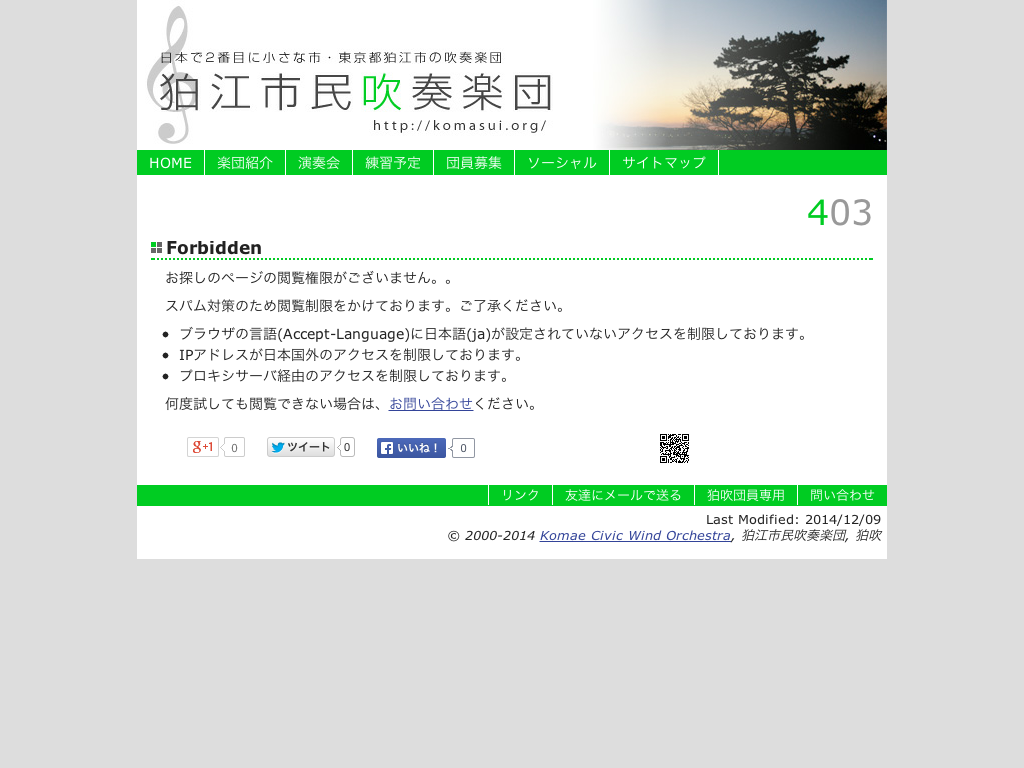 日本で2番目に小さな市・東京都狛江市の吹奏楽団
狛江市民吹奏楽団
http://komasui.org/
HOME 楽団紹介 演奏会 練習予定 団員募集 ソーシャル サイトマップ
403
Forbidden
お探しのページの閲覧権限がございません。。
スパム対策のため閲覧制限をかけております。ご了承ください。
ブラウザの言語(Accept-Language)に日本語(ja)が設定されていないアクセスを制限しております。
IPアドレスが日本国外のアクセスを制限しております。
プロキシサーバ経由のアクセスを制限しております。
何度試しても閲覧できない場合は、お問い合わせください。
g+1 0 ツイート 0 いいね！ 0
リンク 友達にメールで送る 狛吹団員専用 問い合わせ
Last Modified: 2014/12/09
© 2000-2014 Komae Civic Wind Orchestra, 狛江市民吹奏楽団, 狛吹